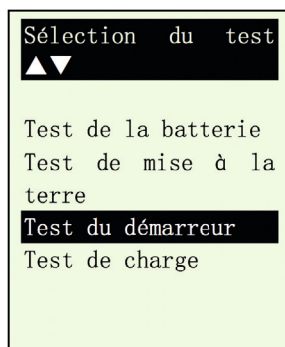 Sélection du test
▲▼
Test de la batterie
Test de mise à la
terre
Test du démarreur
Test de charge